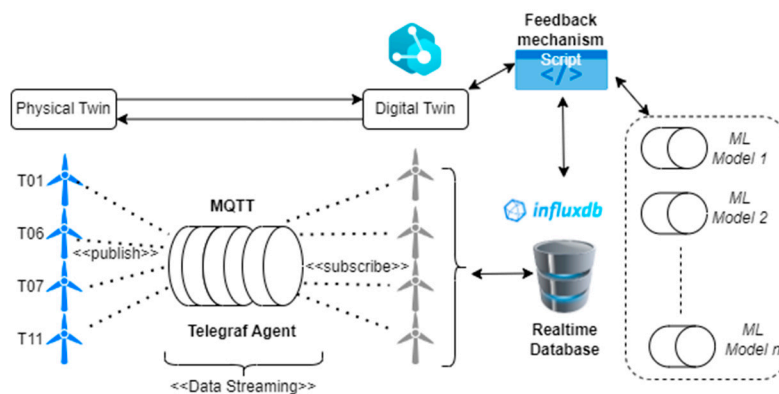 Feedback
mechanism
Script
</>
Physical Twin
Digital Twin
ML
Model 1
T01
MQTT
influxdb
ML
Model 2
T06
<<publish>>
<<subscribe>>
T07
T11
Telegraf Agent
Realtime
Database
ML
Model n
<<Data Streaming>>